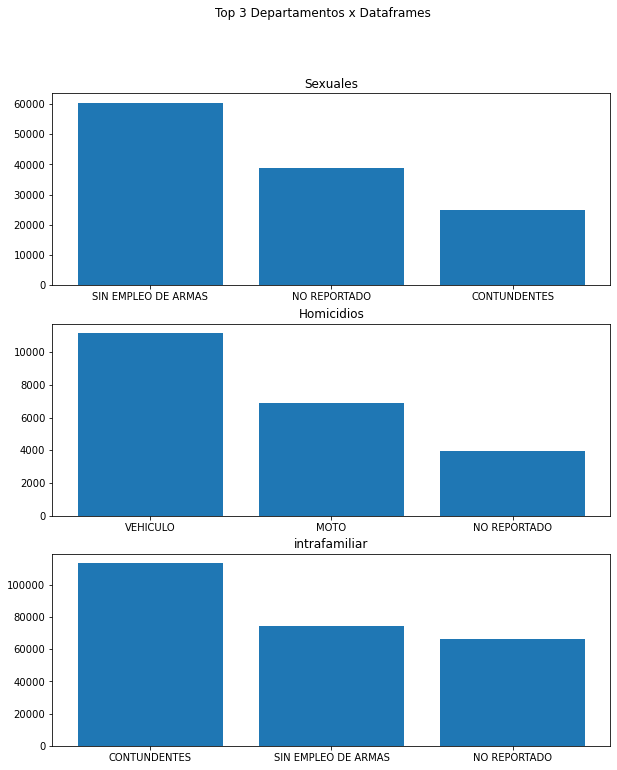 Top 3 Departamentos x Dataframes
Sexuales
60000
50000
40000
30000
20000
10000
0
SIN EMPLEO DE ARMAS NO REPORTADO CONTUNDENTES
Homicidios
10000
8000
6000
4000
2000
0
VEHICULO MOTO NO REPORTADO
intrafamiliar
100000
80000
60000
40000
20000
0
CONTUNDENTES SIN EMPLEO DE ARMAS NO REPORTADO